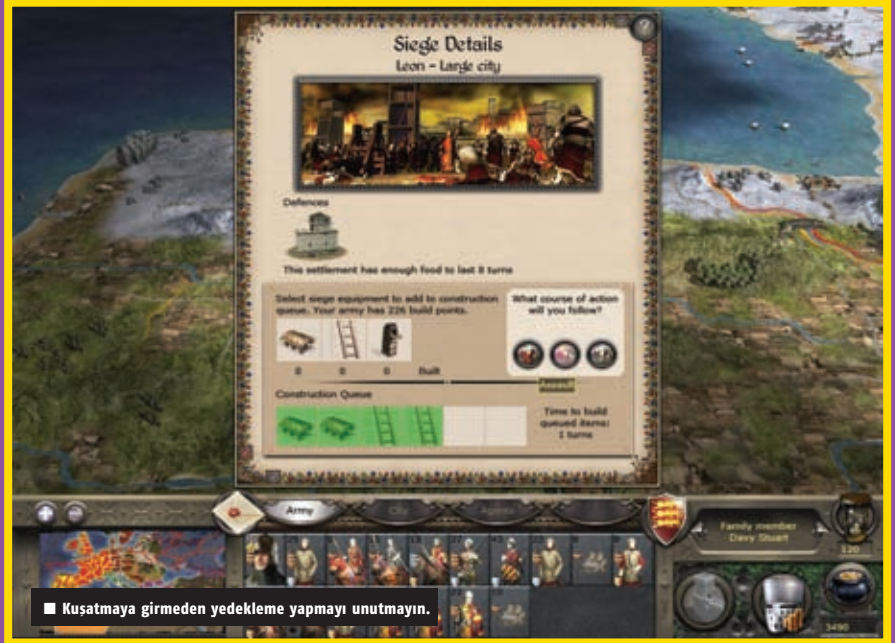 Siege Details
Leon - Large city
Defences
This settlement has enough food to last 8 turns
Select siege equipment to add to construction
queue. Your army has 226 build points.
What course of action
will you follow?
0 0 0 Built
Assault
Construction Queue
Time to build
queued items:
1 turns
Army
City
Family member
Davy Stuart
120
3490
■ Kuşatmaya girmeden yedekleme yapmayı unutmayın.